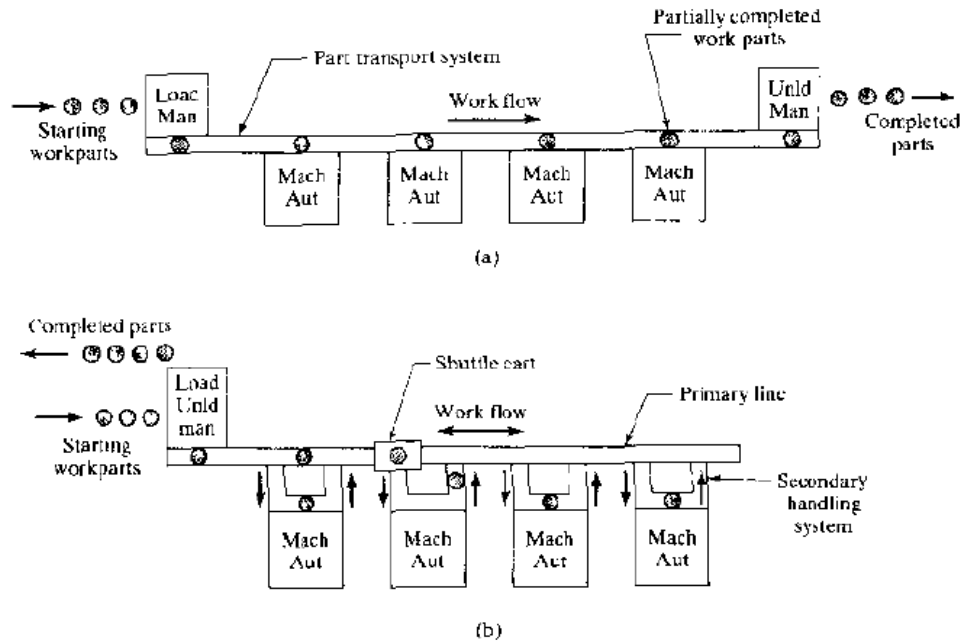 Partially completed
work parts
Part transport system
Load
Man
Work flow
Unld
Man
Starting
workparts
Completed
parts
Mach
Aut
Mach
Aut
Mach
Aut
Mach
Aut
(a)
Completed parts
Shuttle cart
Load
Unld
man
Work flow
Primary line
Starting
workparts
Secondary
handling
system
Mach
Aut
Mach
Aut
Mach
Aut
Mach
Aut
(b)